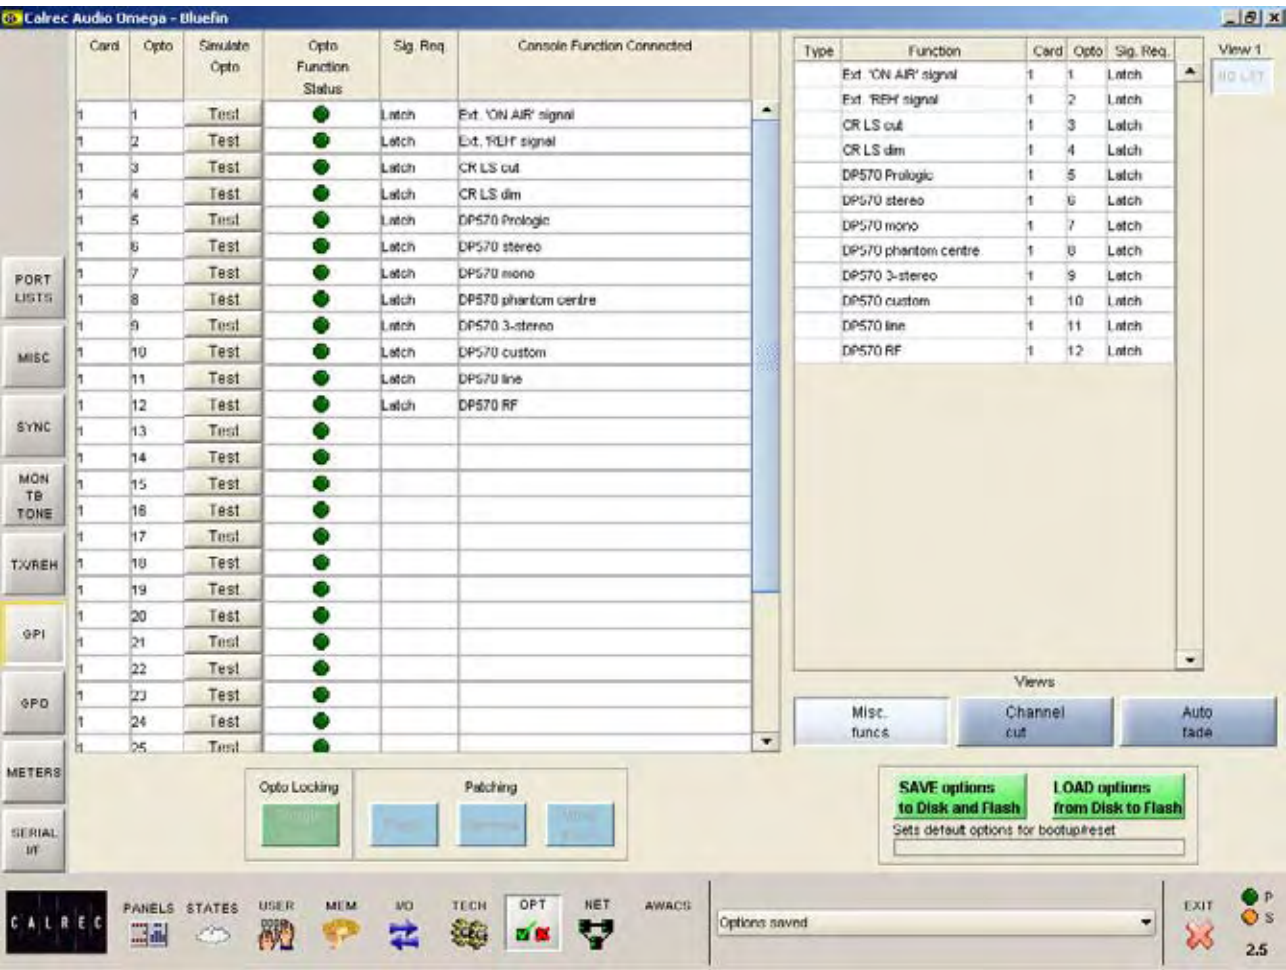 Calrec Audio Omega - Bluefin
Card Opto Simulate Opto Opto Function Status Sig. Req Console Function Connected
1 1 Test Latch Ext. 'ON AIR' signal
1 2 Test Latch Ext. 'REH' signal
1 3 Test Latch CR LS cut
1 4 Test Latch CR LS dim
1 5 Test Latch DP570 Prologic
1 6 Test Latch DP570 stereo
1 7 Test Latch DP570 mono
1 8 Test Latch DP570 phantom centre
1 9 Test Latch DP570 3-stereo
1 10 Test Latch DP570 custom
1 11 Test Latch DP570 line
1 12 Test Latch DP570 RF
1 13 Test
1 14 Test
1 15 Test
1 16 Test
1 17 Test
1 18 Test
1 19 Test
1 20 Test
1 21 Test
1 22 Test
1 23 Test
1 24 Test
1 25 Test
Type Function Card Opto Sig. Req.
Ext. 'ON AIR' signal 1 1 Latch
Ext. 'REH' signal 1 2 Latch
CR LS cut 1 3 Latch
CR LS dim 1 4 Latch
DP570 Prologic 1 5 Latch
DP570 stereo 1 6 Latch
DP570 mono 1 7 Latch
DP570 phantom centre 1 8 Latch
DP570 3-stereo 1 9 Latch
DP570 custom 1 10 Latch
DP570 line 1 11 Latch
DP570 RF 1 12 Latch
View 1
PORT
LISTS
MISC
SYNC
MON
TB
TONE
TX/REH
GPI
GPO
METERS
SERIAL
I/F
Views
Misc.
funcs
Channel
cut
Auto
fade
Opto Locking
Patching
SAVE options
to Disk and Flash
LOAD options
from Disk to Flash
Sets default options for bootup/reset
CALREC
PANELS STATES USER MEM I/O TECH OPT NET AWACS
Options saved
EXIT
P
S
2.5